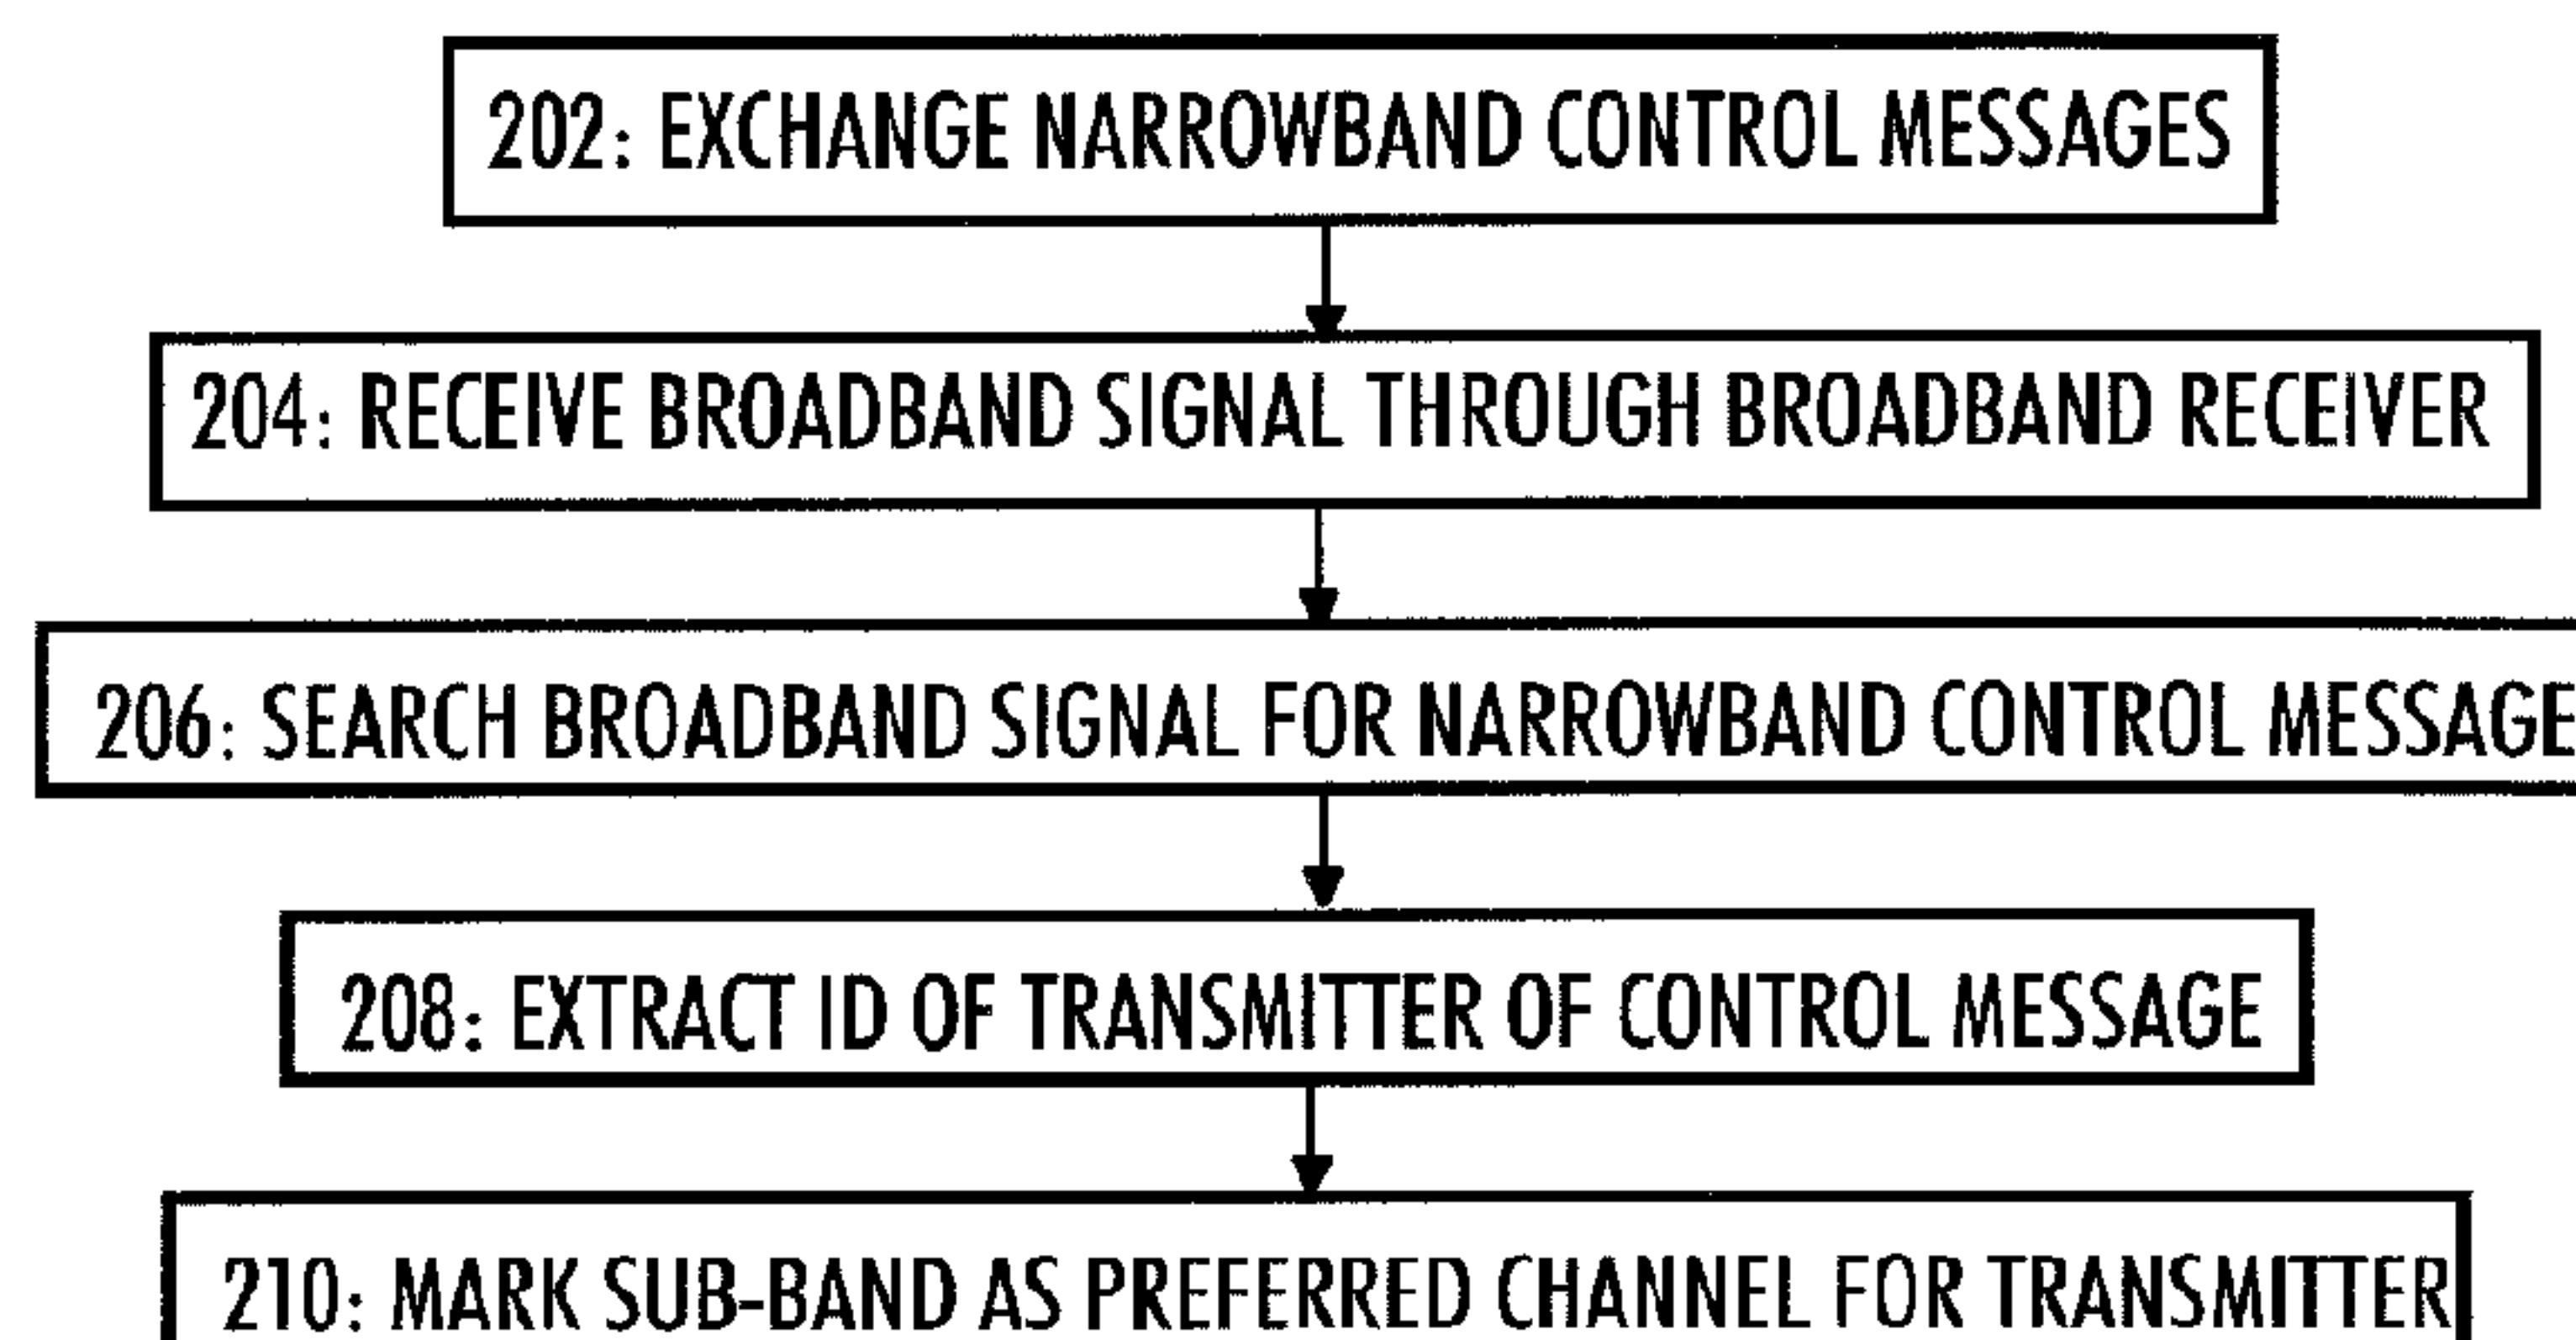 202: EXCHANGE NARROWBAND CONTROL MESSAGES
204: RECEIVE BROADBAND SIGNAL THROUGH BROADBAND RECEIVER
206: SEARCH BROADBAND SIGNAL FOR NARROWBAND CONTROL MESSAGE
208: EXTRACT ID OF TRANSMITTER OF CONTROL MESSAGE
210: MARK SUB-BAND AS PREFERRED CHANNEL FOR TRANSMITTER